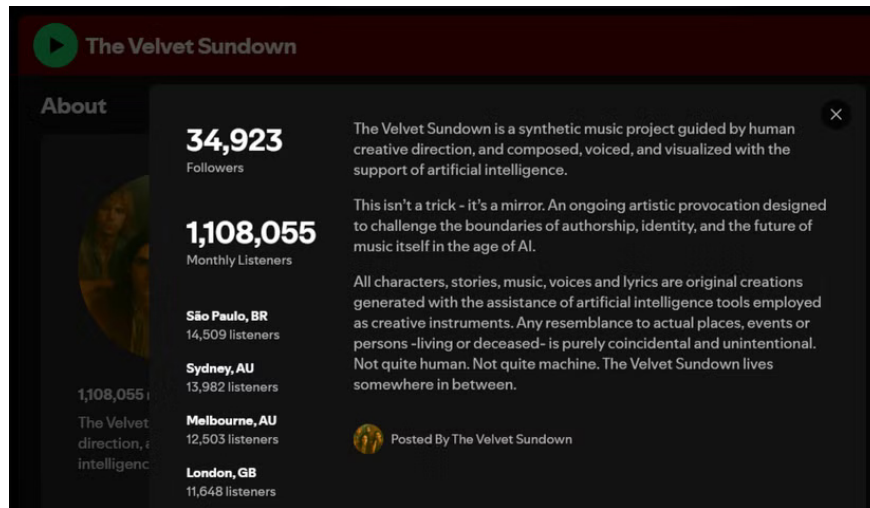 The Velvet Sundown
About
34,923
Followers
1,108,055
Monthly Listeners
São Paulo, BR
14,509 listeners
Sydney, AU
13,982 listeners
Melbourne, AU
12,503 listeners
London, GB
11,648 listeners
The Velvet Sundown is a synthetic music project guided by human
creative direction, and composed, voiced, and visualized with the
support of artificial intelligence.
This isn't a trick - it's a mirror. An ongoing artistic provocation designed
to challenge the boundaries of authorship, identity, and the future of
music itself in the age of AI.
All characters, stories, music, voices and lyrics are original creations
generated with the assistance of artificial intelligence tools employed
as creative instruments. Any resemblance to actual places, events or
persons -living or deceased- is purely coincidental and unintentional.
Not quite human. Not quite machine. The Velvet Sundown lives
somewhere in between.
Posted By The Velvet Sundown
1,108,055
The Velvet
direction,
intelligenc